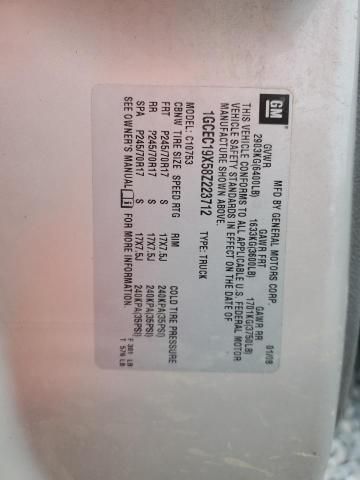 GM
MFD BY GENERAL MOTORS CORP.
01/08
GVWR GAWR FRT GAWR RR
2903KG(6400LB) 1633KG(3600LB) 1701KG(3750LB)
THIS VEHICLE CONFORMS TO ALL APPLICABLE U.S. FEDERAL MOTOR
VEHICLE SAFETY STANDARDS IN EFFECT ON THE DATE OF
MANUFACTURE SHOWN ABOVE.
1GCEC19X58Z223712 TYPE: TRUCK
MODEL: C10753
CBNW TIRE SIZE SPEED RTG RIM COLD TIRE PRESSURE
FRT P245/70R17 S 17X7.5J 240KPA(35PSI)
RR P245/70R17 S 17X7.5J 240KPA(35PSI)
SPA P245/70R17 S 17X7.5J 240KPA(35PSI)
SEE OWNER'S MANUAL FOR MORE INFORMATION. LB
T 576 LB